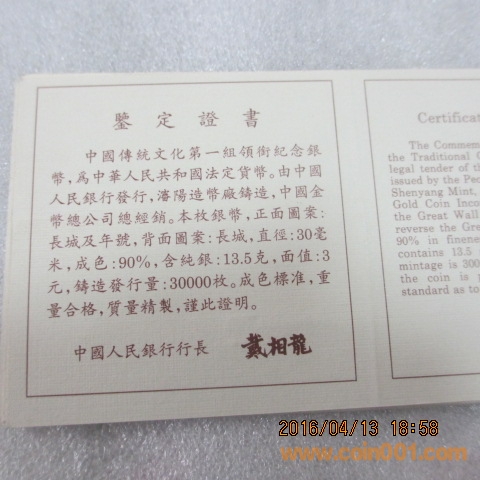 鑒定證書
中國傳統文化第一組領銜紀念銀
幣，爲中華人民共和國法定貨幣。由中國
人民銀行發行，瀋陽造幣廠鑄造，中國金
幣總公司總經銷。本枚銀幣，正面圖案：
長城及年號，背面圖案：長城，直徑：30毫
米，成色：90%，含純銀：13.5克，面值：3
元，鑄造發行量：30000枚。成色標准，重
量合格，質量精製，謹此證明。
中國人民銀行行長 戴相龍
Certificat
The Commem
the Traditional C
legal tender of th
issued by the Peo
Shenyang Mint,
Gold Coin Inco
the Great Wall
reverse the Gre
90% in finene
contains 13.5
mintage is 300
the coin is p
standard as to
2016/04/13 18:58
www.coin001.com